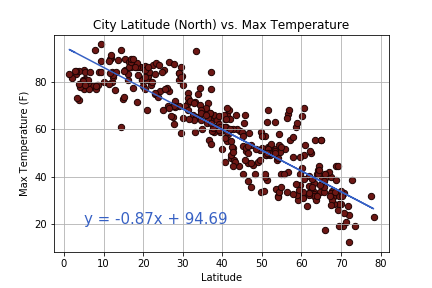 City Latitude (North) vs. Max Temperature
Max Temperature (F)
80
60
40
20
y = -0.87x + 94.69
0 10 20 30 40 50 60 70 80
Latitude